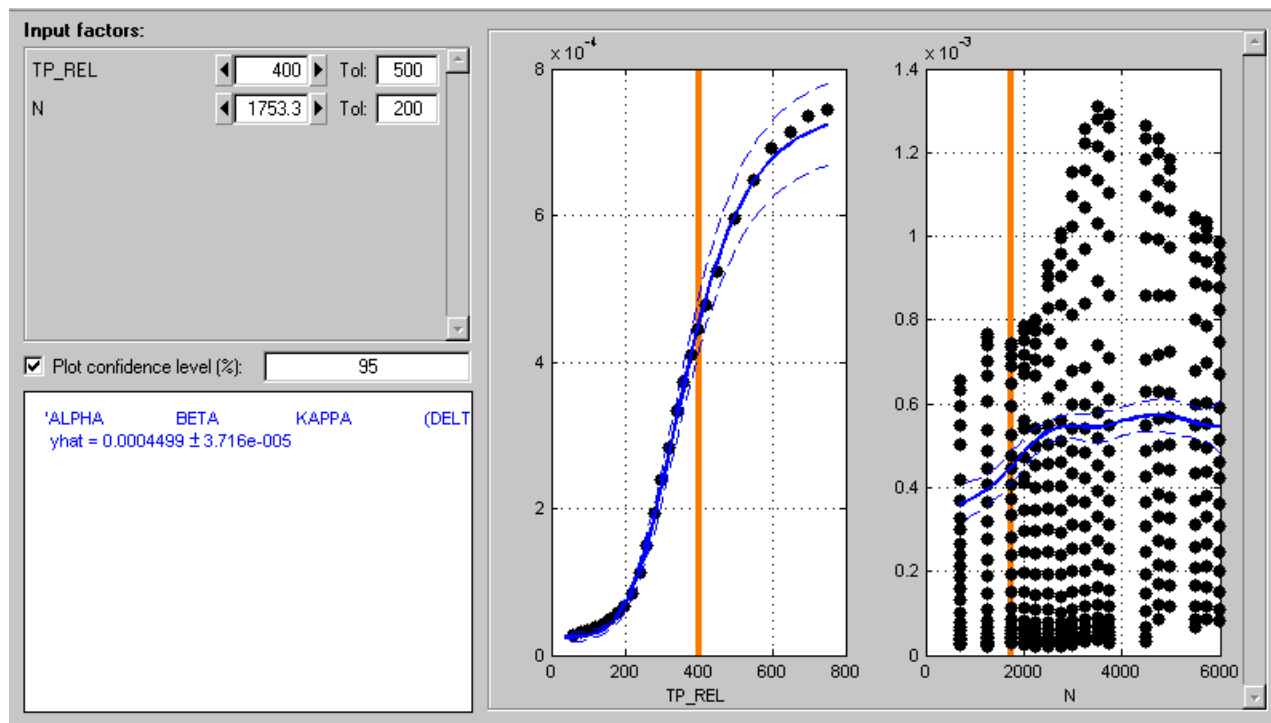 Input factors:
TP_REL 400 Tol: 500
N 1753.3 Tol: 200
Plot confidence level (%): 95
'ALPHA BETA KAPPA (DELT
yhat = 0.0004499 ± 3.716e-005
x 10-4
8
6
4
2
0
0 200 400 600 800
TP_REL
x 10-3
1.4
1.2
1
0.8
0.6
0.4
0.2
0
0 2000 4000 6000
N